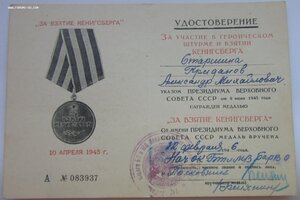 „ЗА ВЗЯТИЕ КЕНИГСБЕРГА“
10 АПРЕЛЯ 1945 г.
А № 083937
УДОСТОВЕРЕНИЕ
ЗА УЧАСТИЕ В ГЕРОИЧЕСКОМ
ШТУРМЕ И ВЗЯТИИ
КЕНИГСБЕРГА
Старшина
Александр Михайлович
УКАЗОМ ПРЕЗИДИУМА ВЕРХОВНОГО
СОВЕТА СССР от 9 июня 1945 года
НАГРАЖДЕН МЕДАЛЬЮ
„ЗА ВЗЯТИЕ КЕНИГСБЕРГА“
От имени ПРЕЗИДИУМА ВЕРХОВНОГО
СОВЕТА СССР МЕДАЛЬ ВРУЧЕНА
февраля 6